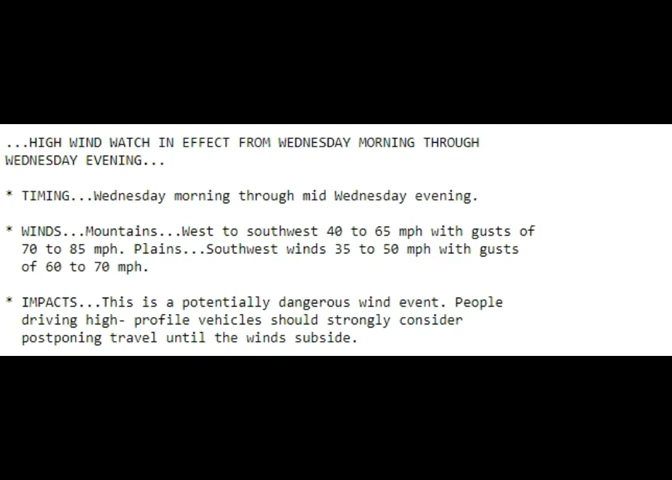 ...HIGH WIND WATCH IN EFFECT FROM WEDNESDAY MORNING THROUGH
WEDNESDAY EVENING...
* TIMING...Wednesday morning through mid Wednesday evening.
* WINDS...Mountains...West to southwest 40 to 65 mph with gusts of
70 to 85 mph. Plains...Southwest winds 35 to 50 mph with gusts
of 60 to 70 mph.
* IMPACTS...This is a potentially dangerous wind event. People
driving high- profile vehicles should strongly consider
postponing travel until the winds subside.